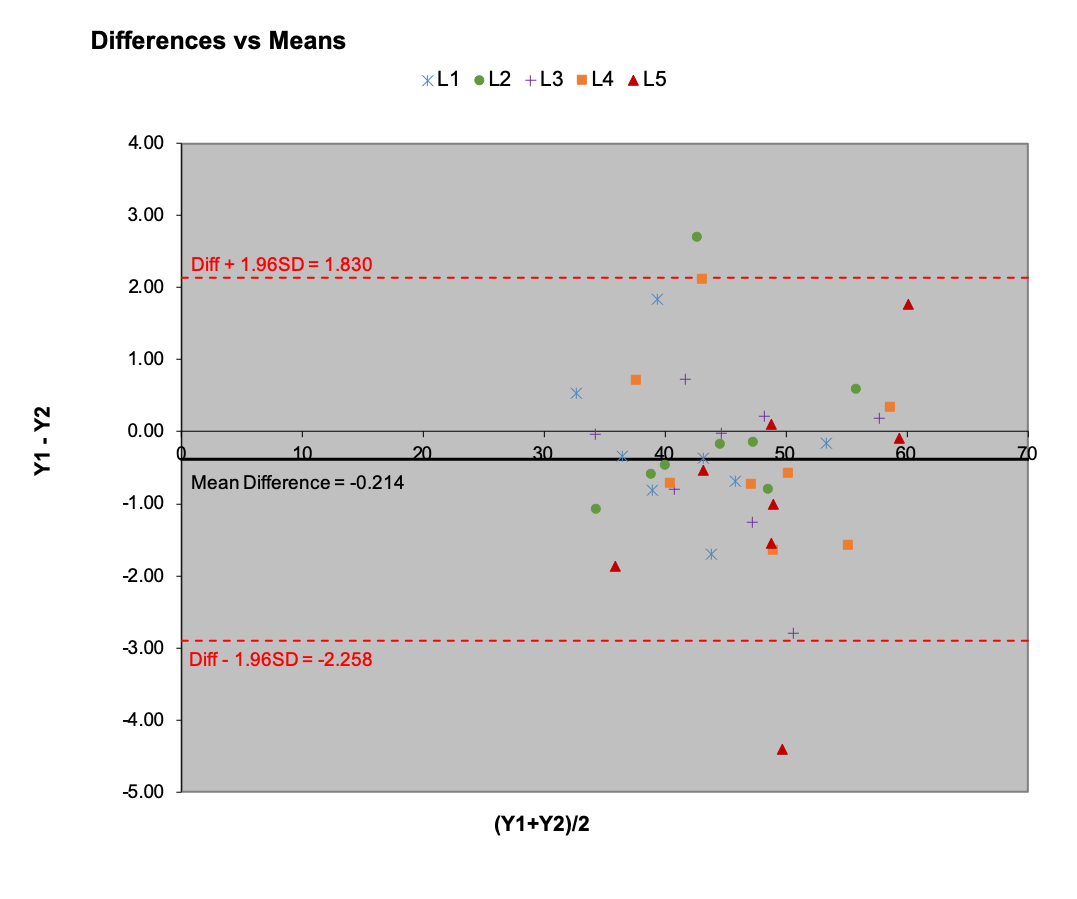 Differences vs Means
L1 L2 L3 L4 L5
4.00
3.00
Diff + 1.96SD = 1.830
2.00
1.00
0.00
0 10 20 30 40 50 60 70
Y1 - Y2
Mean Difference = -0.214
-1.00
-2.00
-3.00
Diff - 1.96SD = -2.258
-4.00
-5.00
(Y1+Y2)/2